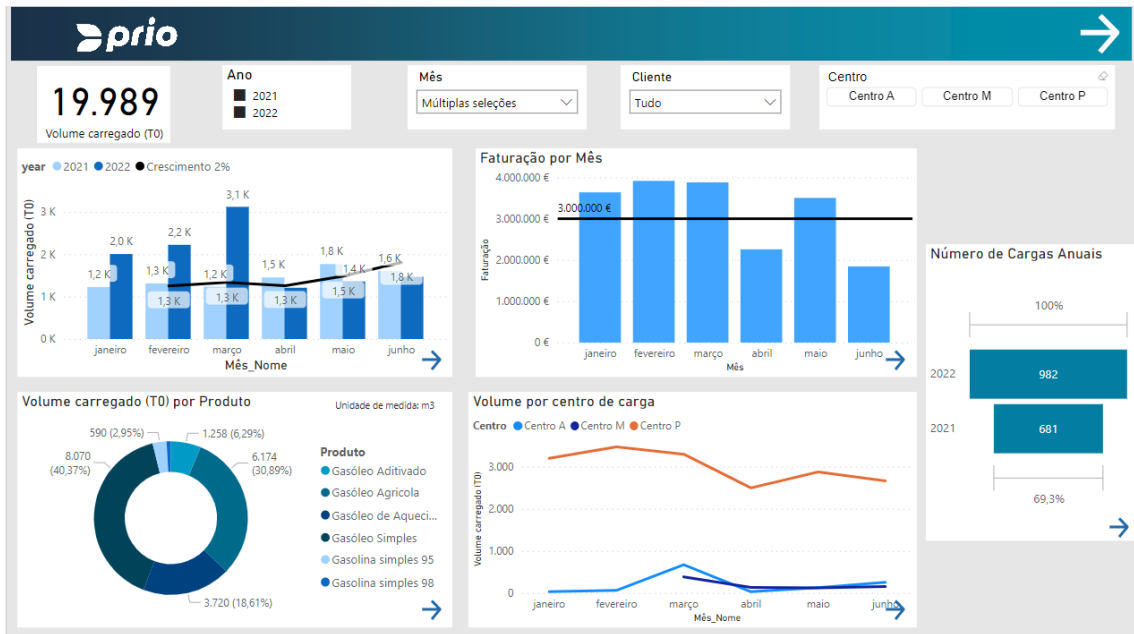 prio
19.989
Volume carregado (T0)
Ano
2021
2022
Mês
Múltiplas seleções
Cliente
Tudo
Centro
Centro A Centro M Centro P
year 2021 2022 Crescimento 2%
Volume carregado (T0)
3 K
2 K
1 K
0 K
1,2 K
2,0 K
1,3 K
2,2 K
1,3 K
1,2 K
3,1 K
1,3 K
1,5 K
1,3 K
1,8 K
1.4 K
1,5 K
1,6 K
1,8 K
janeiro fevereiro março abril maio junho
Mês_Nome
Faturação por Mês
Faturação
4.000.000 €
3.000.000 €
2.000.000 €
1.000.000 €
0 €
3.000.000 €
janeiro fevereiro março abril maio junho
Mês
Número de Cargas Anuais
100%
2022 982
2021 681
69,3%
Volume carregado (T0) por Produto
Unidade de medida: m3
590 (2,95%)
1.258 (6,29%)
8.070
(40,37%)
6.174
(30,89%)
3.720 (18,61%)
Produto
Gasóleo Aditivado
Gasóleo Agricola
Gasóleo de Aqueci...
Gasóleo Simples
Gasolina simples 95
Gasolina simples 98
Volume por centro de carga
Centro Centro A Centro M Centro P
Volume carregado (T0)
3.000
2.000
1.000
0
janeiro fevereiro março abril maio junho
Mês_Nome